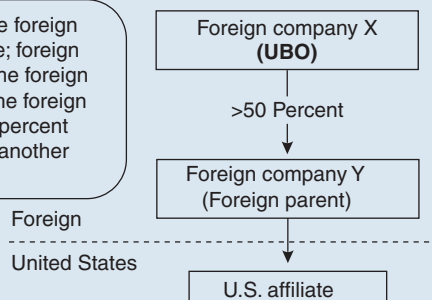 e foreign
e; foreign
he foreign
he foreign
percent
another
Foreign company X
(UBO)
>50 Percent
Foreign company Y
(Foreign parent)
Foreign
United States
U.S. affiliate